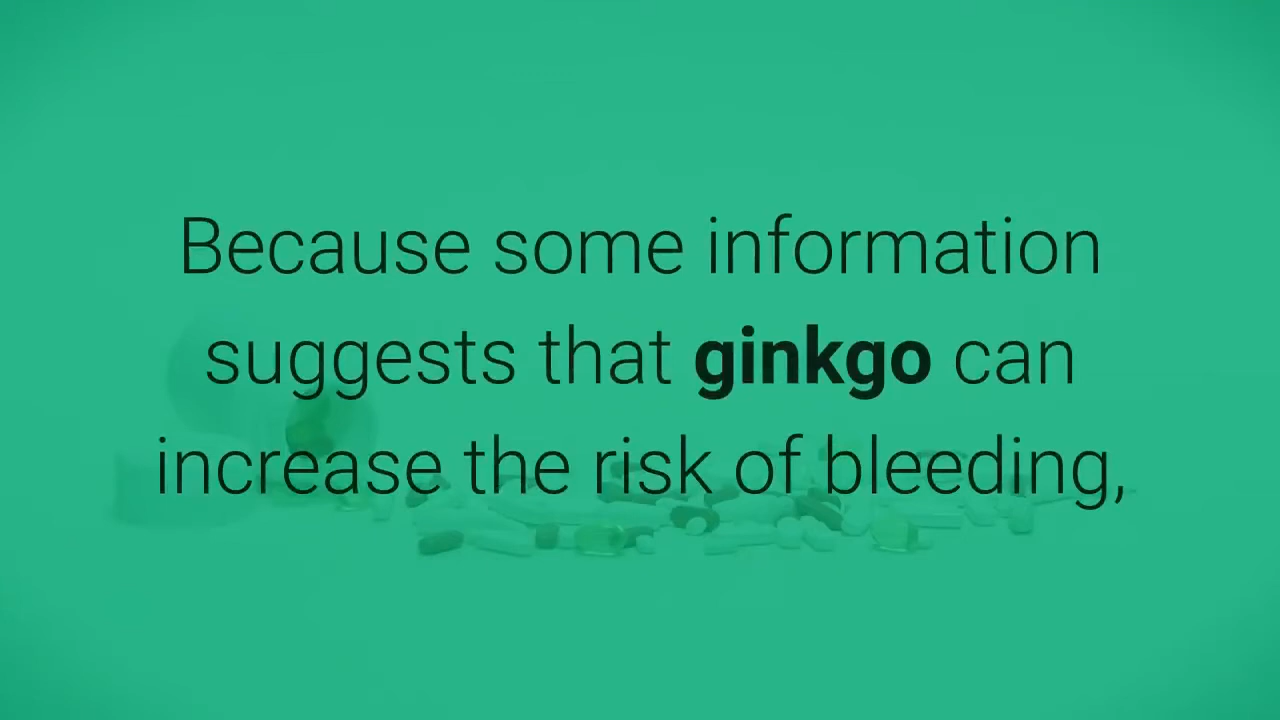 Because some information
suggests that ginkgo can
increase the risk of bleeding,